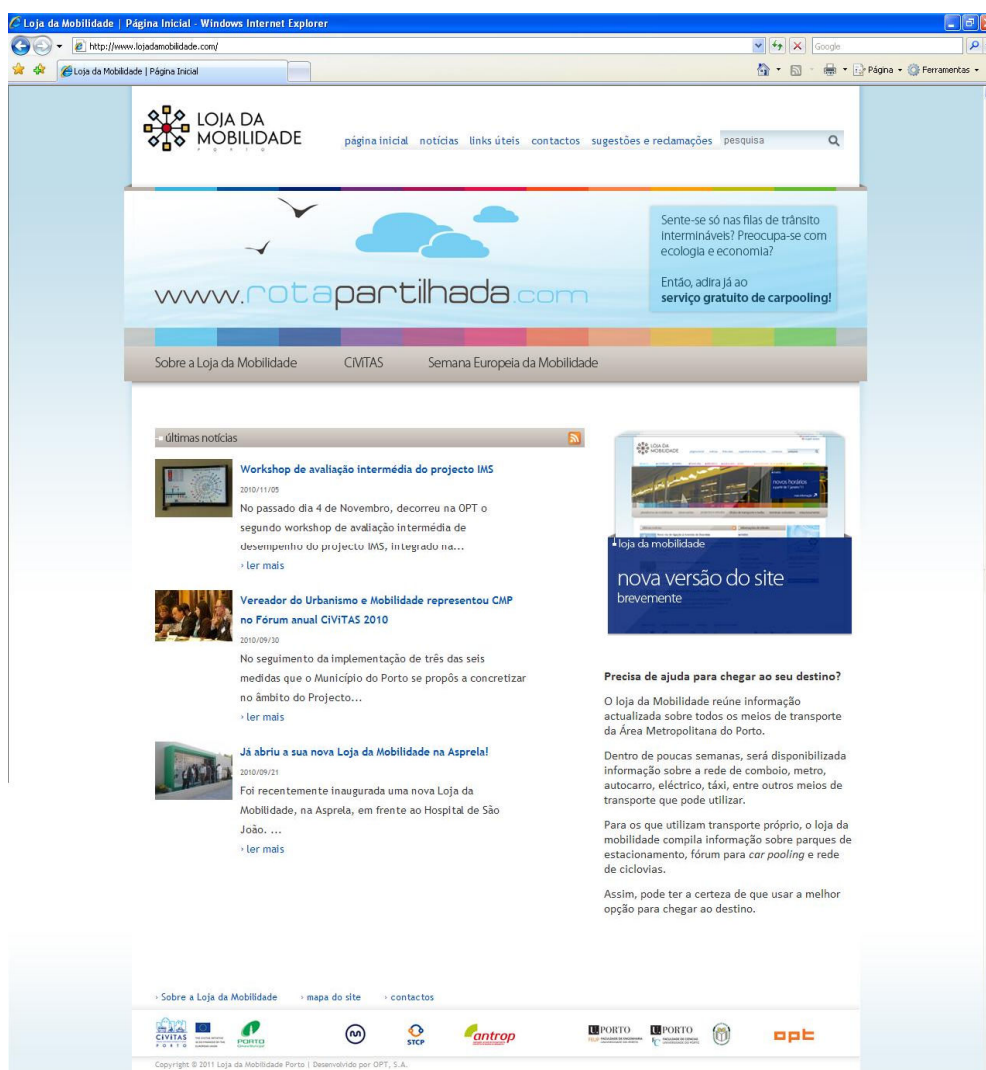 Loja da Mobilidade | Página Inicial - Windows Internet Explorer
http://www.lojadamobilidade.com/
Google
Loja da Mobilidade | Página Inicial
Página
Ferramentas
LOJA DA
MOBILIDADE
PORTO
página inicial notícias links úteis contactos sugestões e reclamações pesquisa
Sente-se só nas filas de trânsito
intermináveis? Preocupa-se com
ecologia e economia?
Então, adira já ao
serviço gratuito de carpooling!
www.rotapartilhada.com
Sobre a Loja da Mobilidade CiViTAS Semana Europeia da Mobilidade
últimas notícias
Workshop de avaliação intermédia do projecto IMS
2010/11/05
No passado dia 4 de Novembro, decorreu na OPT o
segundo workshop de avaliação intermédia de
desempenho do projecto IMS, integrado na...
› ler mais
Vereador do Urbanismo e Mobilidade representou CMP
no Fórum anual CiViTAS 2010
2010/09/30
No seguimento da implementação de três das seis
medidas que o Município do Porto se propôs a concretizar
no âmbito do Projecto...
› ler mais
Já abriu a sua nova Loja da Mobilidade na Asprela!
2010/09/21
Foi recentemente inaugurada uma nova Loja da
Mobilidade, na Asprela, em frente ao Hospital de São
João. ...
› ler mais
LOJA DA
MOBILIDADE
novos horários
loja da mobilidade
nova versão do site
brevemente
Precisa de ajuda para chegar ao seu destino?
O loja da Mobilidade reúne informação
actualizada sobre todos os meios de transporte
da Área Metropolitana do Porto.
Dentro de poucas semanas, será disponibilizada
informação sobre a rede de comboio, metro,
autocarro, eléctrico, táxi, entre outros meios de
transporte que pode utilizar.
Para os que utilizam transporte próprio, o loja da
mobilidade compila informação sobre parques de
estacionamento, fórum para car pooling e rede
de ciclovias.
Assim, pode ter a certeza de que usar a melhor
opção para chegar ao destino.
› Sobre a Loja da Mobilidade › mapa do site › contactos
CIVITAS
PORTO
PORTO
STCP
antrop
U.PORTO
U.PORTO
opt
Copyright © 2011 Loja da Mobilidade Porto | Desenvolvido por OPT, S.A.